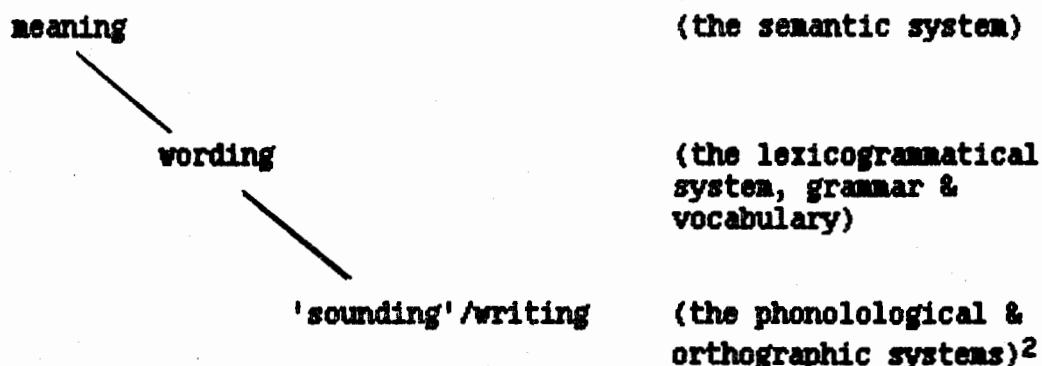 meaning (the semantic system)
wording (the lexicogrammatical
system, grammar &
vocabulary)
'sounding'/writing (the phonolological &
orthographic systems)2